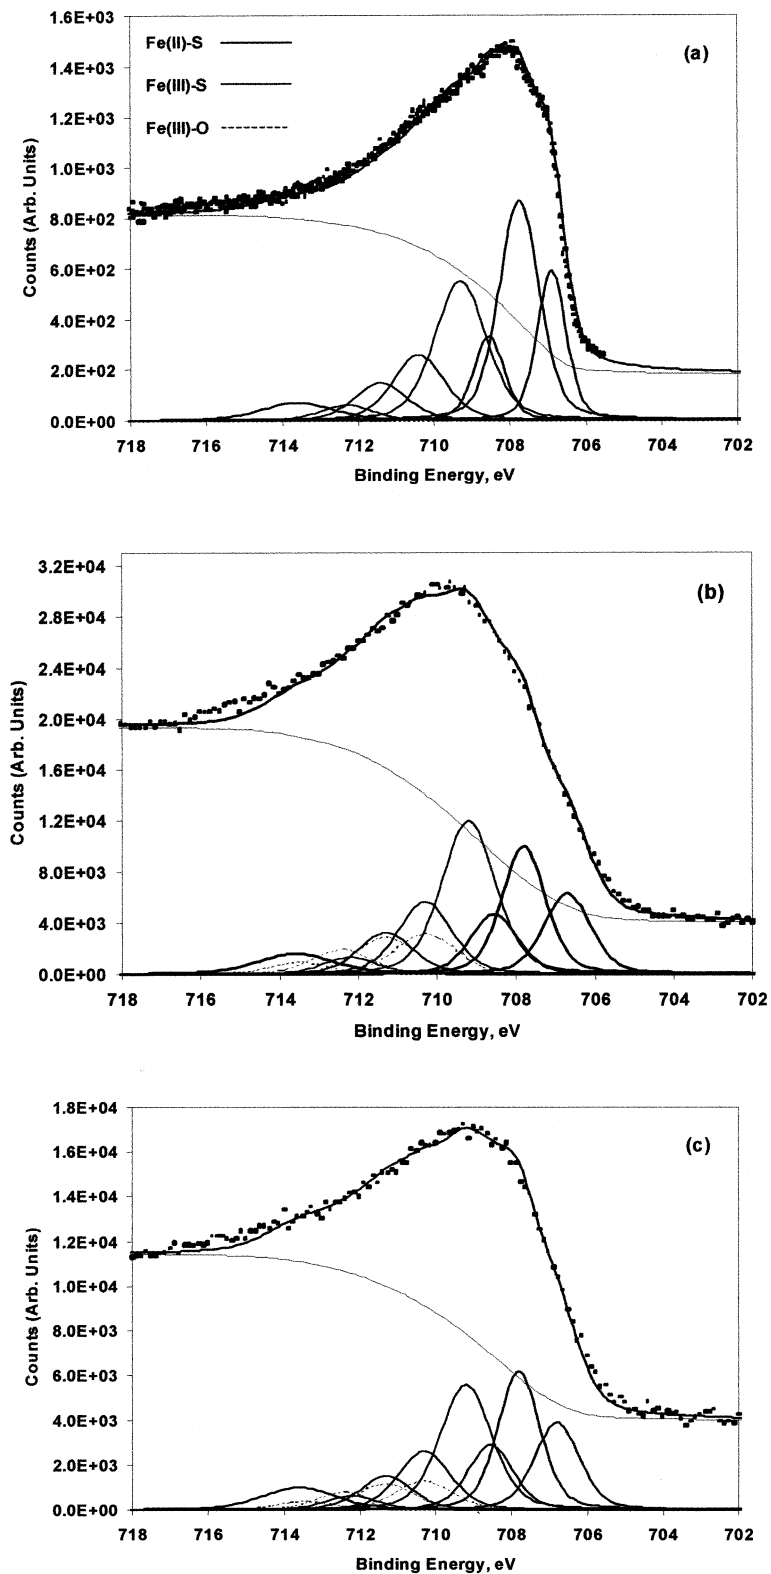 1.6E+03
1.4E+03
1.2E+03
1.0E+03
8.0E+02
6.0E+02
4.0E+02
2.0E+02
0.0E+00
Counts (Arb. Units)
Fe(II)-S
Fe(III)-S
Fe(III)-O
(a)
718 716 714 712 710 708 706 704 702
Binding Energy, eV
3.2E+04
2.8E+04
2.4E+04
2.0E+04
1.6E+04
1.2E+04
8.0E+03
4.0E+03
0.0E+00
Counts (Arb. Units)
(b)
718 716 714 712 710 708 706 704 702
Binding Energy, eV
1.8E+04
1.6E+04
1.4E+04
1.2E+04
1.0E+04
8.0E+03
6.0E+03
4.0E+03
2.0E+03
0.0E+00
Counts (Arb. Units)
(c)
718 716 714 712 710 708 706 704 702
Binding Energy, eV